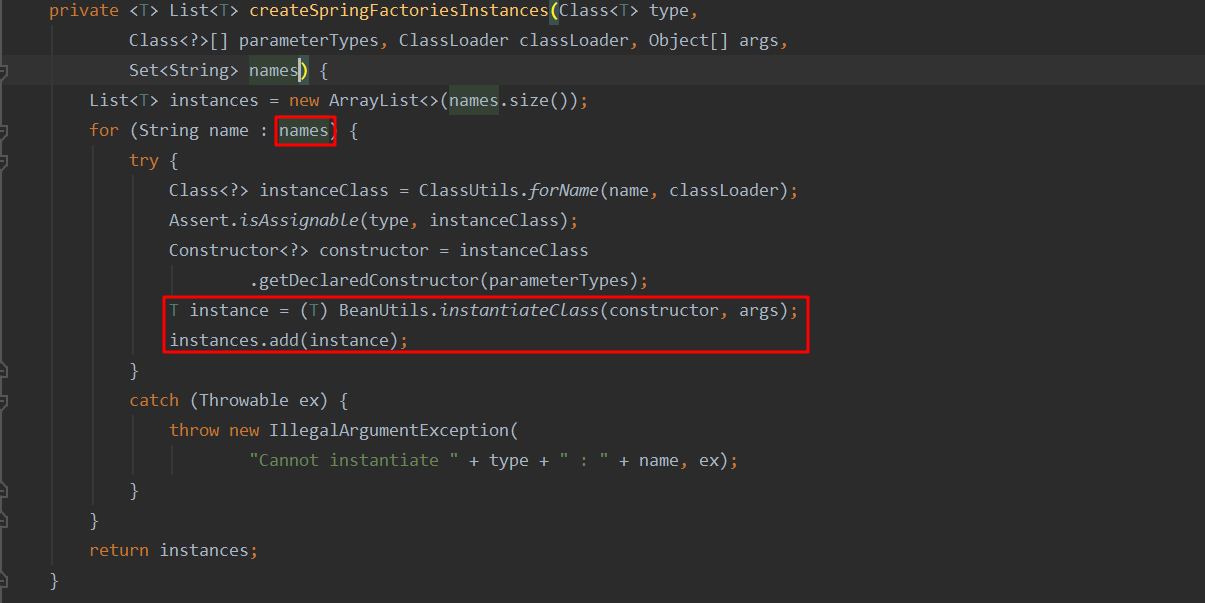 private <T> List<T> createSpringFactoriesInstances(Class<T> type,
Class<?>[] parameterTypes, ClassLoader classLoader, Object[] args,
Set<String> names) {
List<T> instances = new ArrayList<>(names.size());
for (String name : names) {
try {
Class<?> instanceClass = ClassUtils.forName(name, classLoader);
Assert.isAssignable(type, instanceClass);
Constructor<?> constructor = instanceClass
.getDeclaredConstructor(parameterTypes);
T instance = (T) BeanUtils.instantiateClass(constructor, args);
instances.add(instance);
}
catch (Throwable ex) {
throw new IllegalArgumentException(
"Cannot instantiate " + type + " : " + name, ex);
}
}
return instances;
}